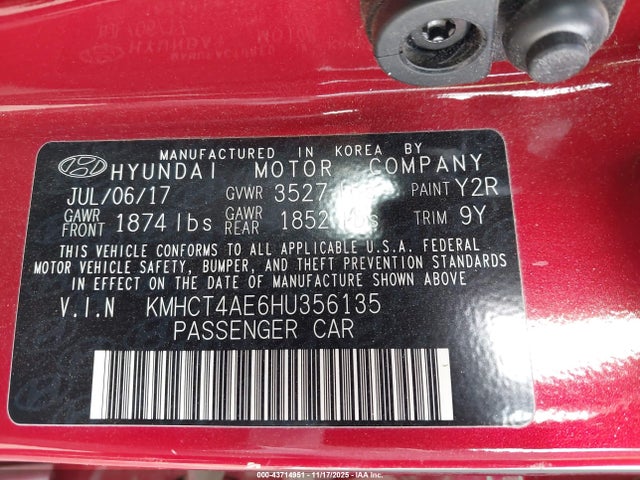 MANUFACTURED IN KOREA BY
HYUNDAI MOTOR COMPANY
JUL/06/17 GVWR 3527 PAINT Y2R
GAWR FRONT 1874 lbs GAWR REAR 1852 TRIM 9Y
THIS VEHICLE CONFORMS TO ALL APPLICABLE U.S.A. FEDERAL
MOTOR VEHICLE SAFETY, BUMPER, AND THEFT PREVENTION STANDARDS
IN EFFECT ON THE DATE OF MANUFACTURE SHOWN ABOVE
V.I.N KMHCT4AE6HU356135
PASSENGER CAR
000-43714951 - 11/17/2025 - IAA Inc.